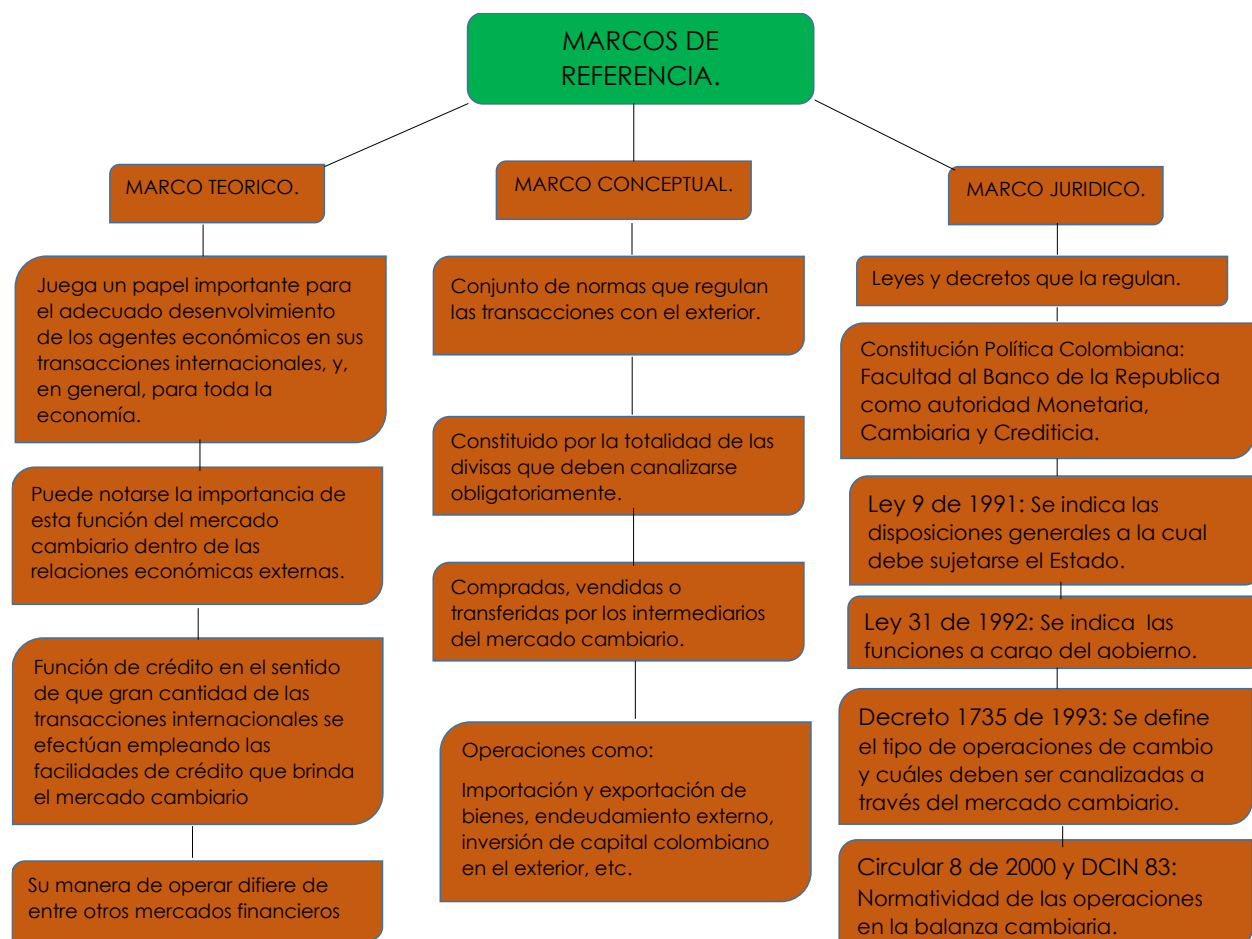 MARCOS DE
REFERENCIA.
MARCO TEORICO.
Juega un papel importante para
el adecuado desenvolvimiento
de los agentes económicos en sus
transacciones internacionales, y,
en general, para toda la
economía.
Puede notarse la importancia de
esta función del mercado
cambiario dentro de las
relaciones económicas externas.
Función de crédito en el sentido
de que gran cantidad de las
transacciones internacionales se
efectúan empleando las
facilidades de crédito que brinda
el mercado cambiario
Su manera de operar difiere de
entre otros mercados financieros
MARCO CONCEPTUAL.
Conjunto de normas que regulan
las transacciones con el exterior.
Constituido por la totalidad de las
divisas que deben canalizarse
obligatoriamente.
Compradas, vendidas o
transferidas por los intermediarios
del mercado cambiario.
Operaciones como:
Importación y exportación de
bienes, endeudamiento externo,
inversión de capital colombiano
en el exterior, etc.
MARCO JURIDICO.
Leyes y decretos que la regulan.
Constitución Política Colombiana:
Facultad al Banco de la Republica
como autoridad Monetaria,
Cambiaria y Crediticia.
Ley 9 de 1991: Se indica las
disposiciones generales a la cual
debe sujetarse el Estado.
Ley 31 de 1992: Se indica las
funciones a cargo del gobierno.
Decreto 1735 de 1993: Se define
el tipo de operaciones de cambio
y cuáles deben ser canalizadas a
través del mercado cambiario.
Circular 8 de 2000 y DCIN 83:
Normatividad de las operaciones
en la balanza cambiaria.